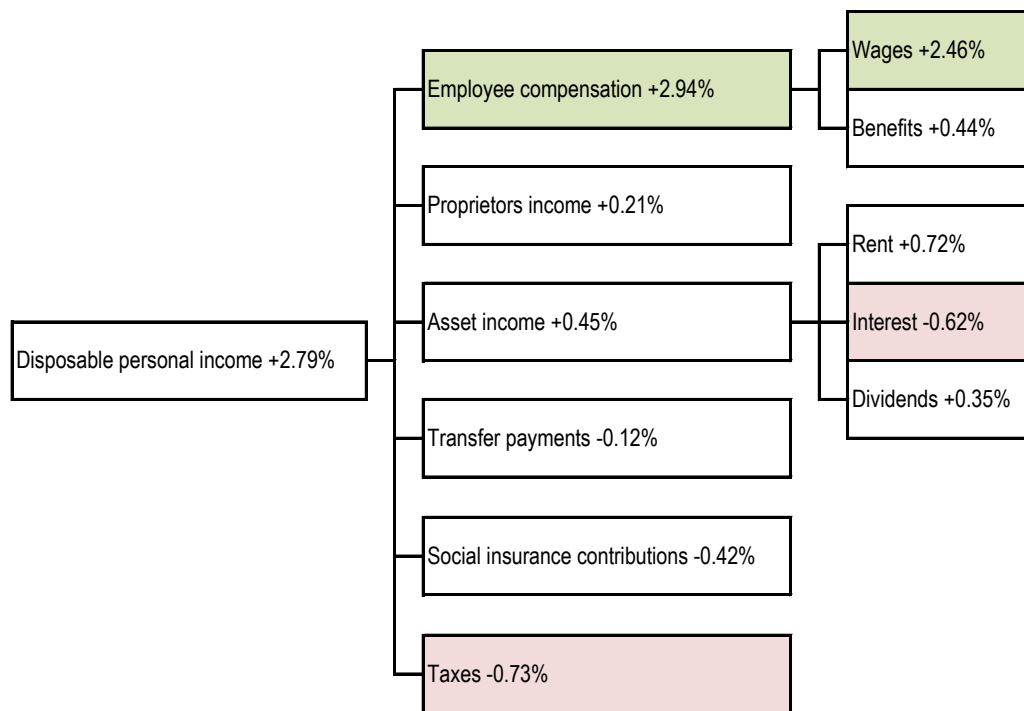 Disposable personal income +2.79%
Employee compensation +2.94%
Wages +2.46%
Benefits +0.44%
Proprietors income +0.21%
Asset income +0.45%
Rent +0.72%
Interest -0.62%
Dividends +0.35%
Transfer payments -0.12%
Social insurance contributions -0.42%
Taxes -0.73%